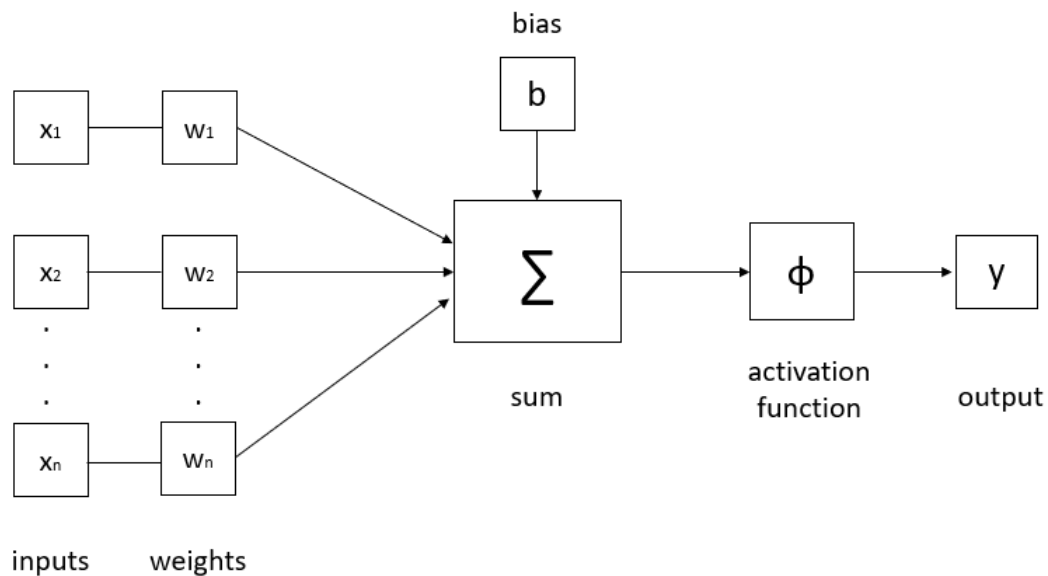 bias
b
x₁ w₁
x₂ w₂
∑ ϕ y
. .
. .
. .
sum
activation
function
output
xₙ wₙ
inputs weights